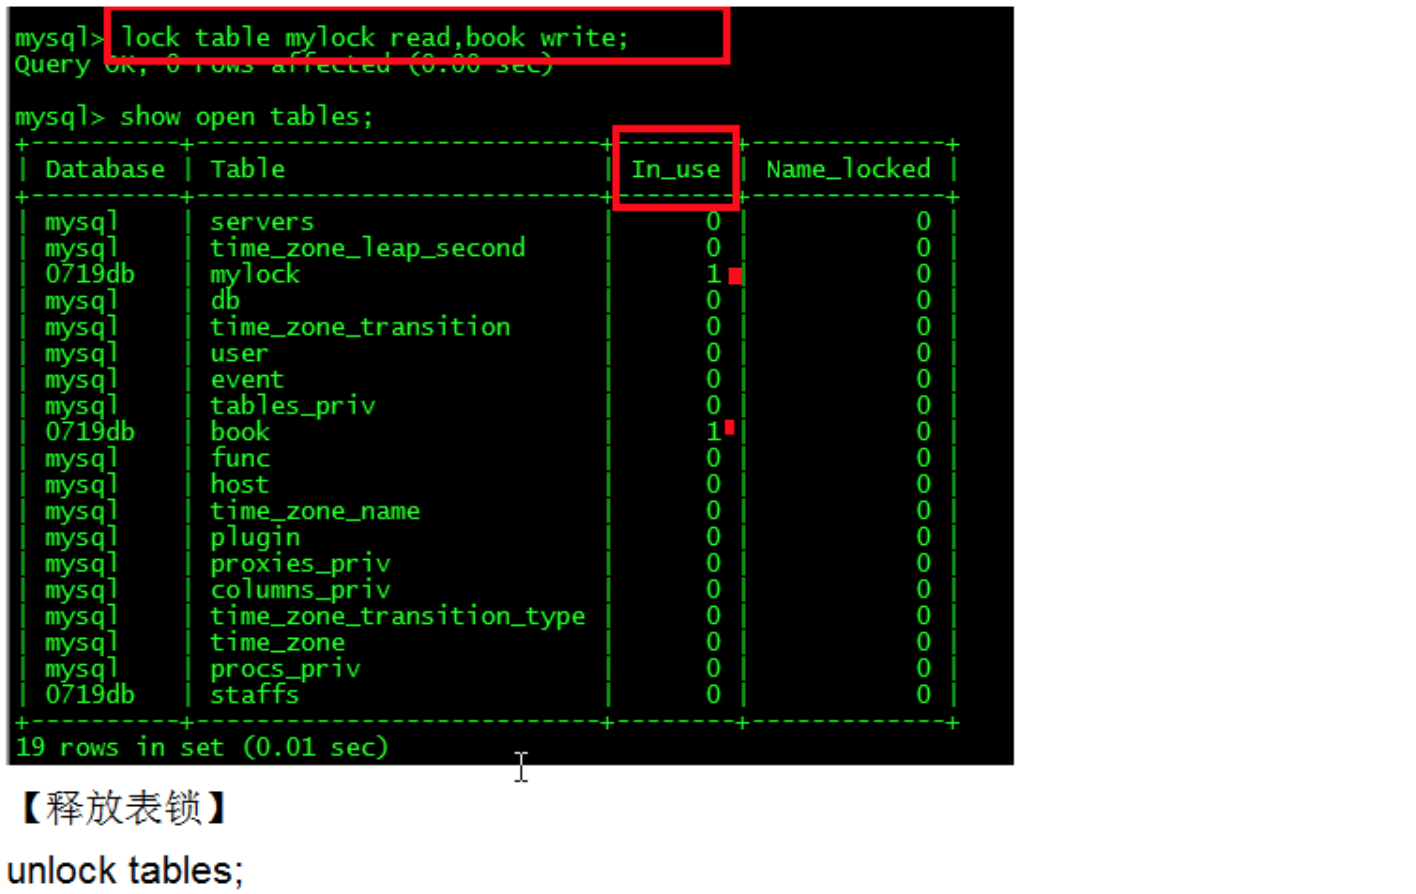 mysql> lock table mylock read,book write;
Query OK, 0 rows affected (0.00 sec)
mysql> show open tables;
+----------+---------------------------+--------+-------------+
| Database | Table                     | In_use | Name_locked |
+----------+---------------------------+--------+-------------+
| mysql    | servers                   |      0 |           0 |
| mysql    | time_zone_leap_second     |      0 |           0 |
| 0719db   | mylock                    |      1 |           0 |
| mysql    | db                        |      0 |           0 |
| mysql    | time_zone_transition      |      0 |           0 |
| mysql    | user                      |      0 |           0 |
| mysql    | event                     |      0 |           0 |
| mysql    | tables_priv               |      0 |           0 |
| 0719db   | book                      |      1 |           0 |
| mysql    | func                      |      0 |           0 |
| mysql    | host                      |      0 |           0 |
| mysql    | time_zone_name            |      0 |           0 |
| mysql    | plugin                    |      0 |           0 |
| mysql    | proxies_priv              |      0 |           0 |
| mysql    | columns_priv              |      0 |           0 |
| mysql    | time_zone_transition_type |      0 |           0 |
| mysql    | time_zone                 |      0 |           0 |
| mysql    | procs_priv                |      0 |           0 |
| 0719db   | staffs                    |      0 |           0 |
+----------+---------------------------+--------+-------------+
19 rows in set (0.01 sec)
【释放表锁】
unlock tables;